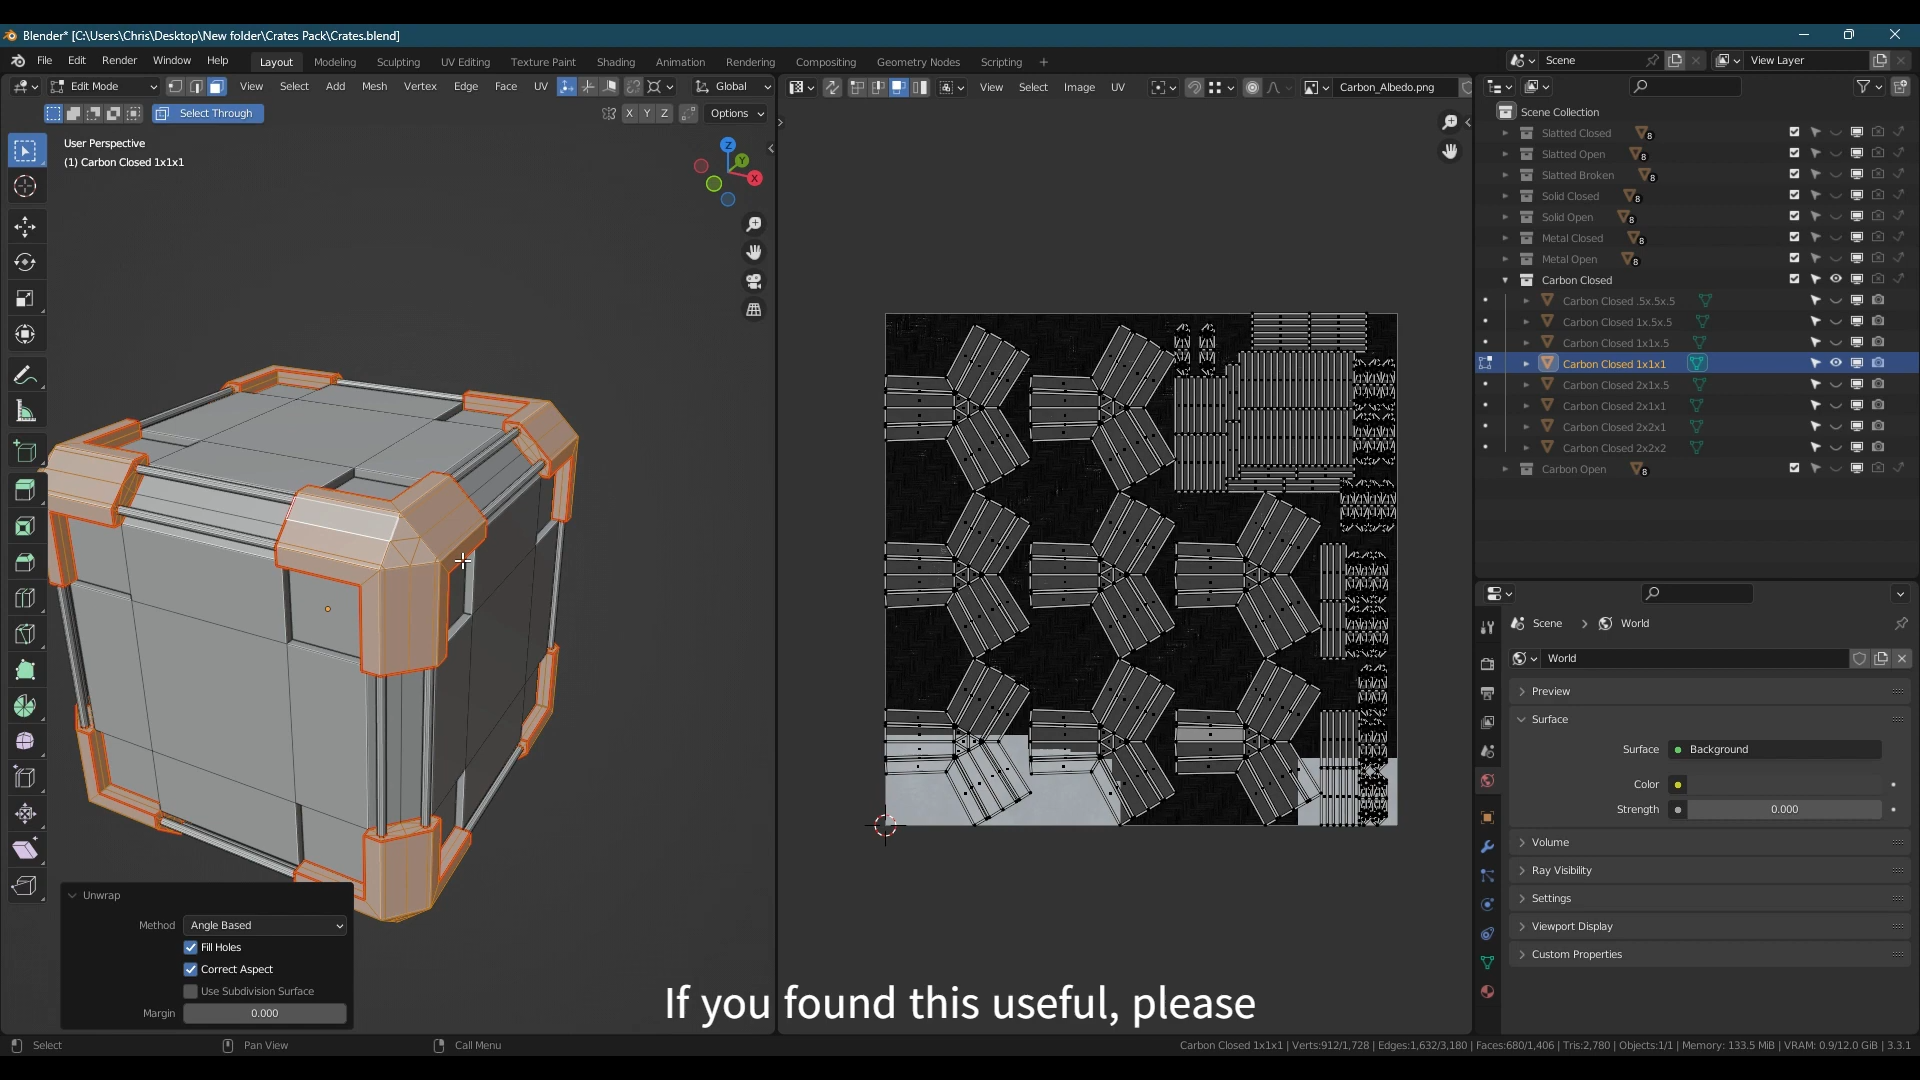 Blender* [C:\Users\Chris\Desktop\New folder\Crates Pack\Crates.blend]
File Edit Render Window Help Layout Modeling Sculpting UV Editing Texture Paint Shading Animation Rendering Compositing Geometry Nodes Scripting + Scene View Layer
Edit Mode View Select Add Mesh Vertex Edge Face UV Global View Select Image UV Carbon_Albedo.png
Select Through X Y Z Options
User Perspective
(1) Carbon Closed 1x1x1
Z
Y
X
Scene Collection
Slatted Closed 8
Slatted Open 8
Slatted Broken 8
Solid Closed 8
Solid Open 8
Metal Closed 8
Metal Open 8
Carbon Closed
Carbon Closed .5x.5x.5
Carbon Closed 1x.5x.5
Carbon Closed 1x1x.5
Carbon Closed 1x1x1
Carbon Closed 2x1x.5
Carbon Closed 2x1x1
Carbon Closed 2x2x1
Carbon Closed 2x2x2
Carbon Open 8
Scene > World
World
Preview
Surface
Surface Background
Color
Strength 0.000
Volume
Ray Visibility
Settings
Viewport Display
Custom Properties
Unwrap
Method Angle Based
Fill Holes
Correct Aspect
Use Subdivision Surface
Margin 0.000
If you found this useful, please
Select Pan View Call Menu
Carbon Closed 1x1x1 | Verts:912/1,728 | Edges:1,632/3,180 | Faces:680/1,406 | Tris:2,780 | Objects:1/1 | Memory: 133.5 MiB | VRAM: 0.9/12.0 GiB | 3.3.1